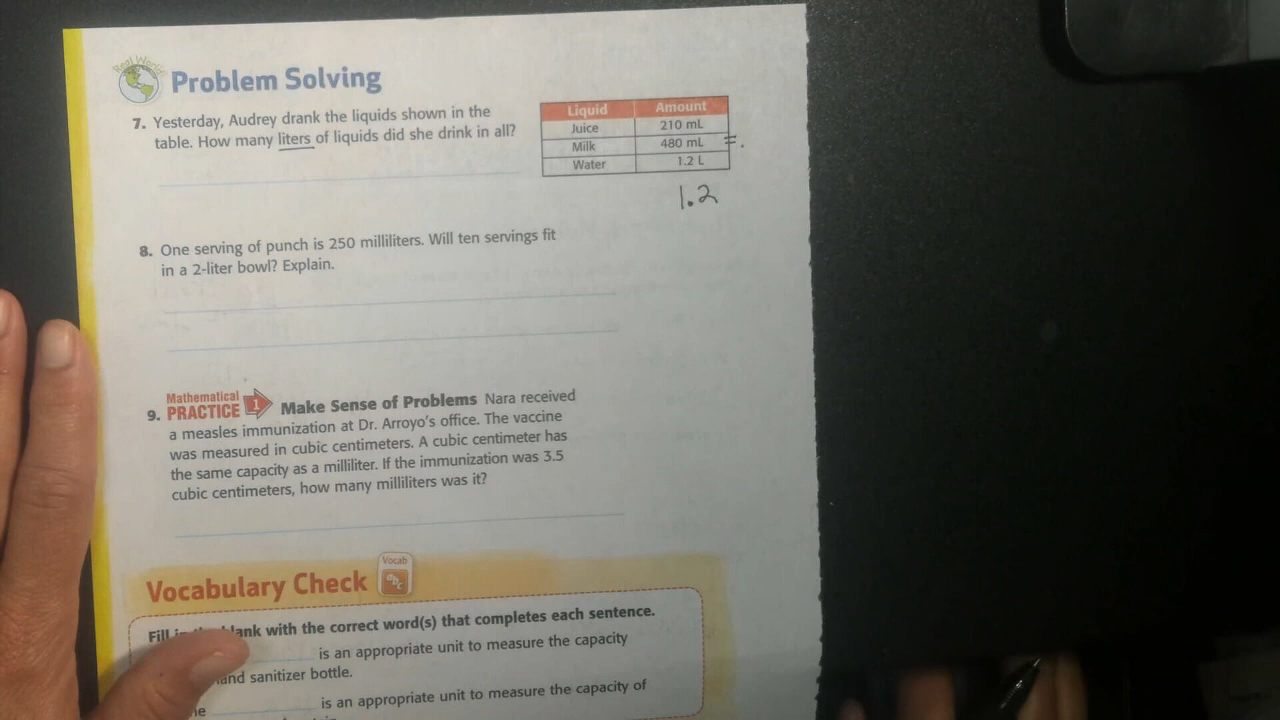 Real World
Problem Solving
7. Yesterday, Audrey drank the liquids shown in the
table. How many liters of liquids did she drink in all?
Liquid Amount
Juice 210 mL
Milk 480 mL = .
Water 1.2 L
1.2
8. One serving of punch is 250 milliliters. Will ten servings fit
in a 2-liter bowl? Explain.
Mathematical
9. PRACTICE 1 Make Sense of Problems Nara received
a measles immunization at Dr. Arroyo's office. The vaccine
was measured in cubic centimeters. A cubic centimeter has
the same capacity as a milliliter. If the immunization was 3.5
cubic centimeters, how many milliliters was it?
Vocab
Vocabulary Check abc
Fill in the blank with the correct word(s) that completes each sentence.
is an appropriate unit to measure the capacity
hand sanitizer bottle.
is an appropriate unit to measure the capacity of